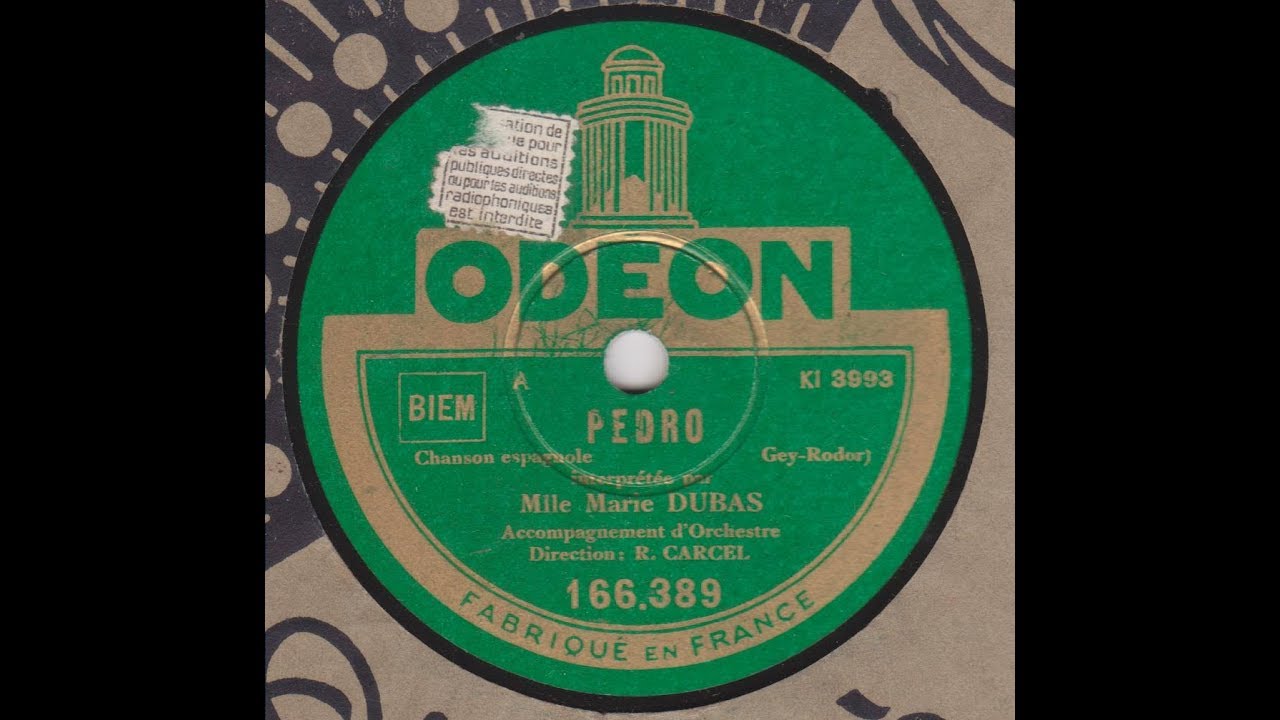 ation de
pour
les auditions
publiques directes
ou pour les auditions
radiophoniques
est interdite
ODEON
BIEM
A
KI 3993
PEDRO
Chanson espagnole
Gey-Rodor)
interprétée par
Mlle Marie DUBAS
Accompagnement d'Orchestre
Direction: R. CARCEL
166.389
FABRIQUÉ EN FRANCE